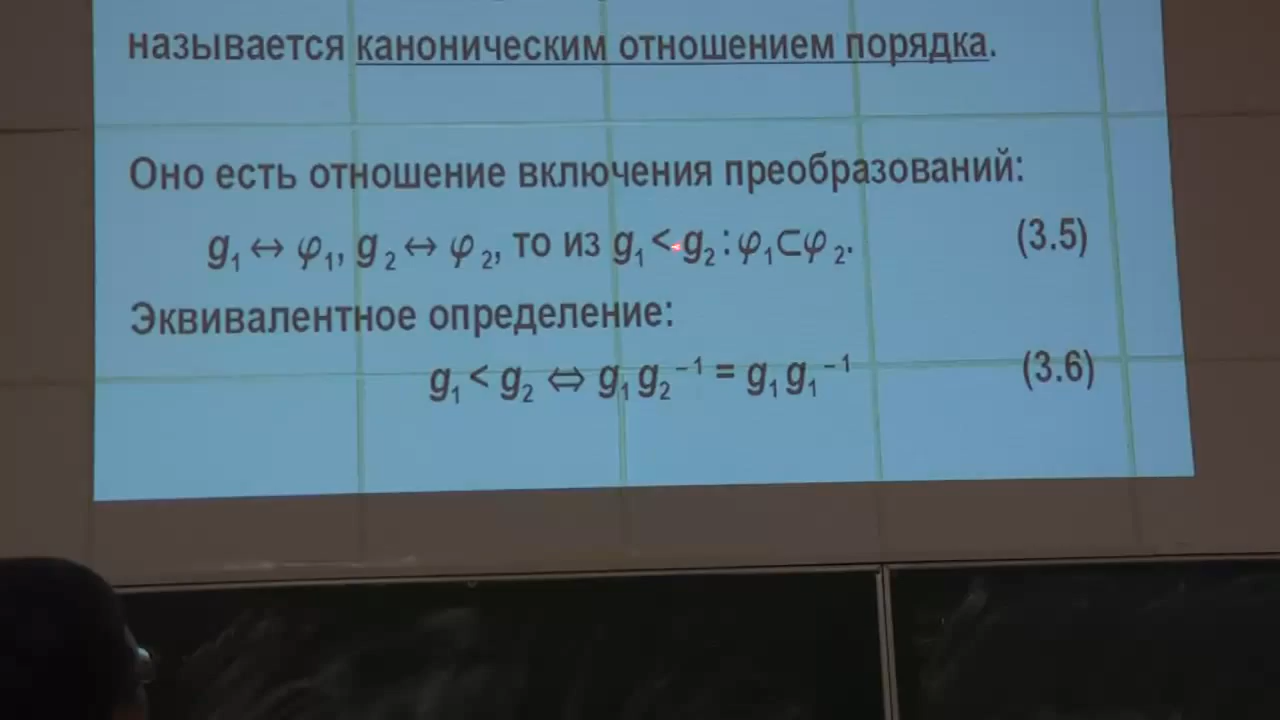 называется каноническим отношением порядка.
Оно есть отношение включения преобразований:
g₁ ↔ φ₁, g₂ ↔ φ₂, то из g₁ < g₂ : φ₁⊂φ₂. (3.5)
Эквивалентное определение:
g₁ < g₂ ⇔ g₁g₂⁻¹ = g₁g₁⁻¹ (3.6)